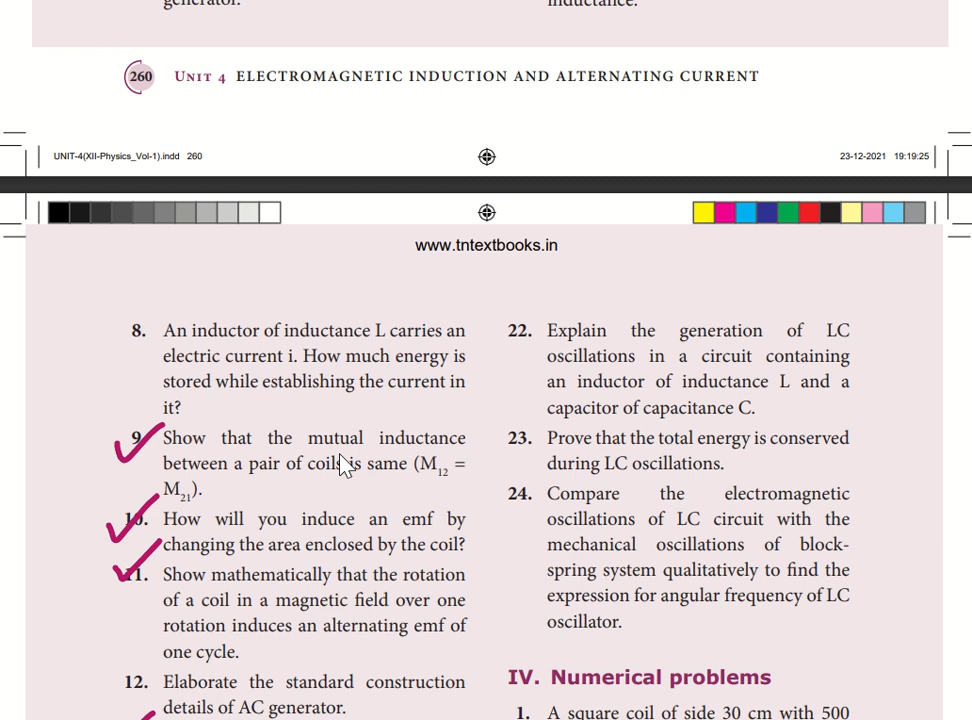 generator.
inductance.
260 UNIT 4 ELECTROMAGNETIC INDUCTION AND ALTERNATING CURRENT
UNIT-4(XII-Physics_Vol-1).indd 260
23-12-2021 19:19:25
www.tntextbooks.in
8. An inductor of inductance L carries an
electric current i. How much energy is
stored while establishing the current in
it?
9. Show that the mutual inductance
between a pair of coils is same (M₁₂ =
M₂₁).
10. How will you induce an emf by
changing the area enclosed by the coil?
11. Show mathematically that the rotation
of a coil in a magnetic field over one
rotation induces an alternating emf of
one cycle.
12. Elaborate the standard construction
details of AC generator.
22. Explain the generation of LC
oscillations in a circuit containing
an inductor of inductance L and a
capacitor of capacitance C.
23. Prove that the total energy is conserved
during LC oscillations.
24. Compare the electromagnetic
oscillations of LC circuit with the
mechanical oscillations of block-
spring system qualitatively to find the
expression for angular frequency of LC
oscillator.
IV. Numerical problems
1. A square coil of side 30 cm with 500